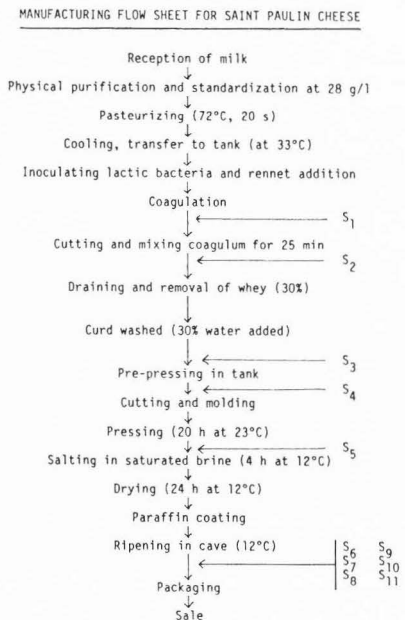 MANUFACTURING FLOW SHEET FOR SAINT PAULIN CHEESE
Reception of milk
Physical purification and standardization at 28 g/l
Pasteurizing (72°C, 20 s)
Cooling, transfer to tank (at 33°C)
Inoculating lactic bacteria and rennet addition
Coagulation
S1
Cutting and mixing coagulum for 25 min
S2
Draining and removal of whey (30%)
Curd washed (30% water added)
S3
Pre-pressing in tank
S4
Cutting and molding
Pressing (20 h at 23°C)
S5
Salting in saturated brine (4 h at 12°C)
Drying (24 h at 12°C)
Paraffin coating
Ripening in cave (12°C)
S6 S9
S7 S10
S8 S11
Packaging
Sale